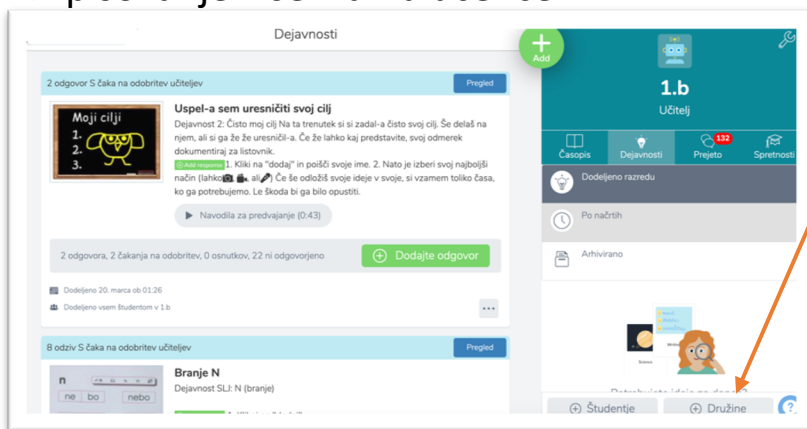 Dejavnosti
Add
1.b
Učitelj
Časopis
Dejavnosti
132
Prejeto
Spretnosti
Dodeljeno razredu
Po načrtih
Arhivirano
Science
Študentje
Družine
?
2 odgovor S čaka na odobritev učiteljev
Pregled
Moji cilji
1.
2.
3.
Uspel-a sem uresničiti svoj cilj
Dejavnost 2: Čisto moj cilj Na ta trenutek si si zadal-a čisto svoj cilj. Še delaš na
njem, ali si ga že že uresničil-a. Če že lahko kaj predstavite, svoj odmerek
dokumentiraj za listovnik.
Add response 1. Kliki na "dodaj" in poišči svoje ime. 2. Nato je izberi svoj najboljši
način (lahko, ali) Če se odložiš svoje ideje v svoje, si vzamem toliko časa,
ko ga potrebujemo. Le škoda bi ga bilo opustiti.
Navodila za predvajanje (0:43)
2 odgovora, 2 čakanja na odobritev, 0 osnutkov, 22 ni odgovorjeno
Dodajte odgovor
Dodeljeno 20. marca ob 01:26
Dodeljeno vsem študentom v 1.b
8 odziv S čaka na odobritev učiteljev
Pregled
n
ne bo nebo
Branje N
Dejavnost SLJ: N (branje)